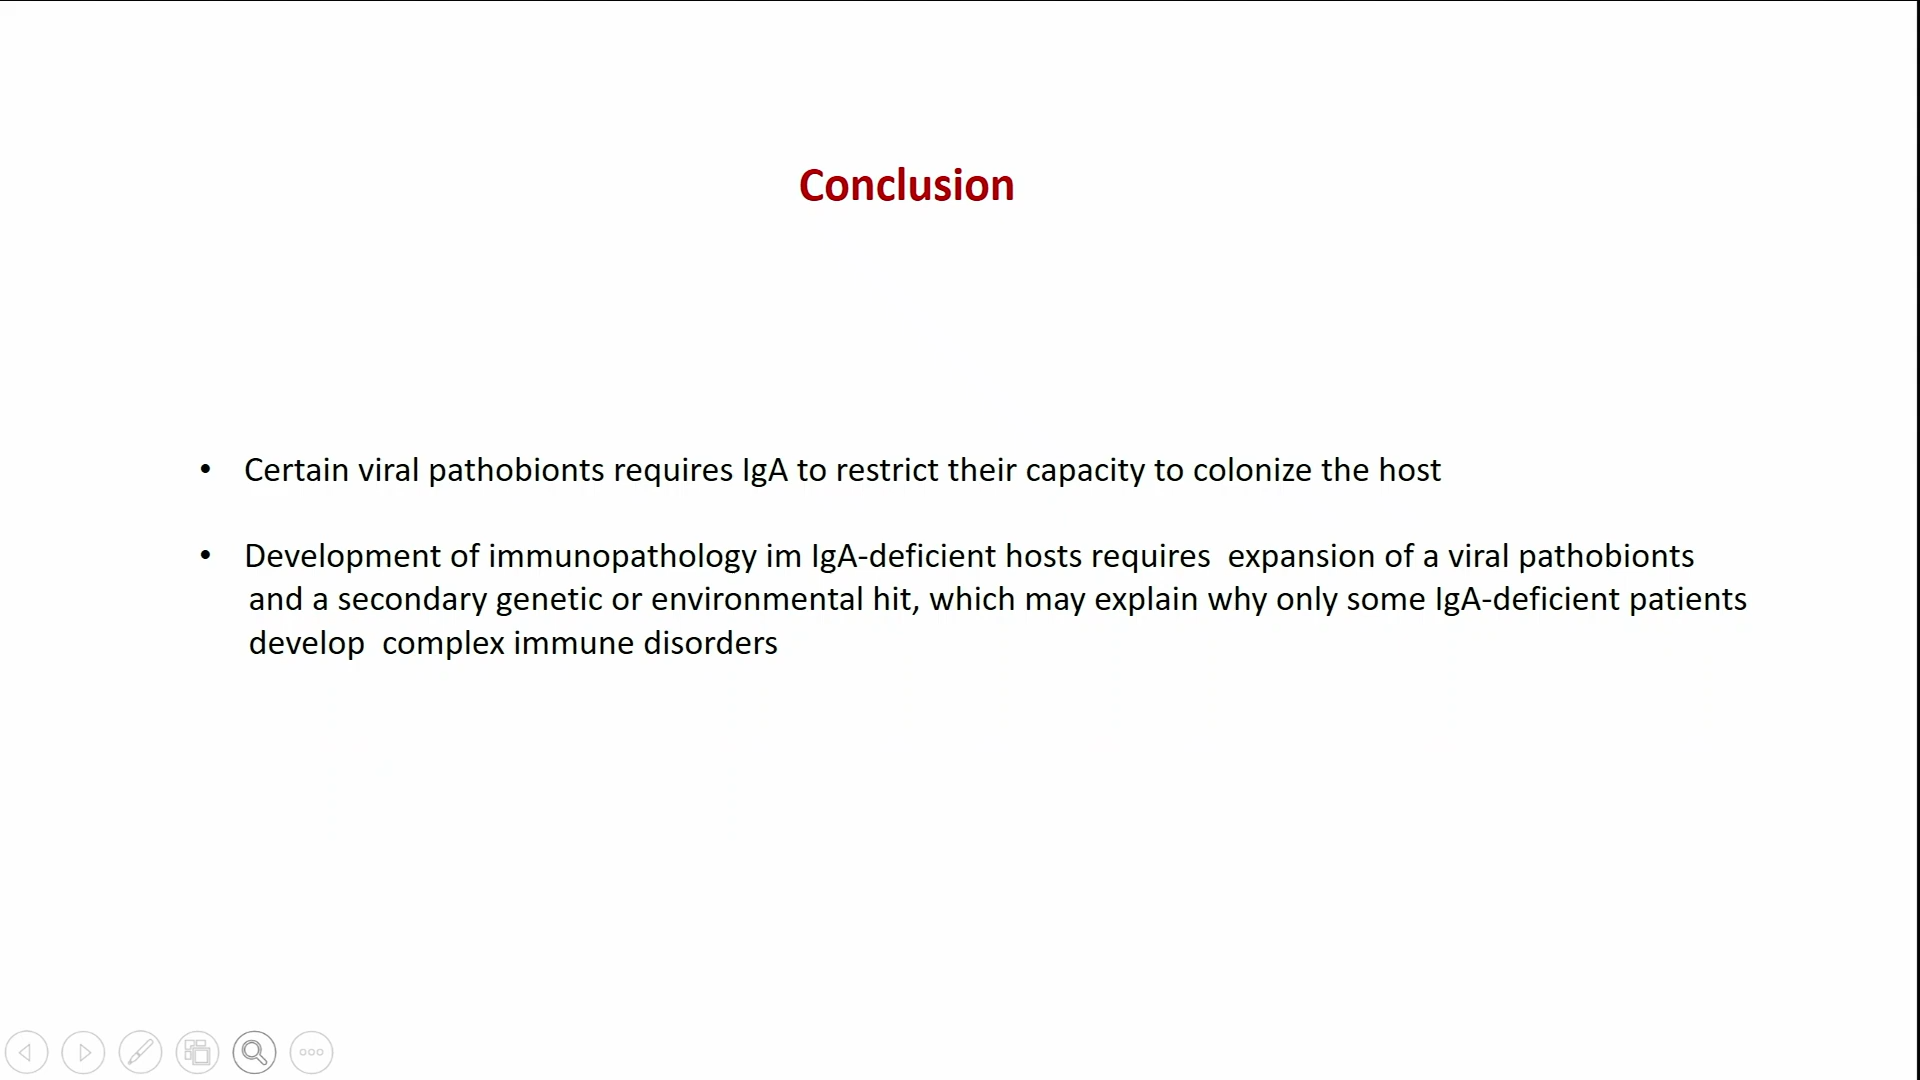 Conclusion
• Certain viral pathobionts requires IgA to restrict their capacity to colonize the host
• Development of immunopathology im IgA-deficient hosts requires  expansion of a viral pathobionts
and a secondary genetic or environmental hit, which may explain why only some IgA-deficient patients
develop  complex immune disorders